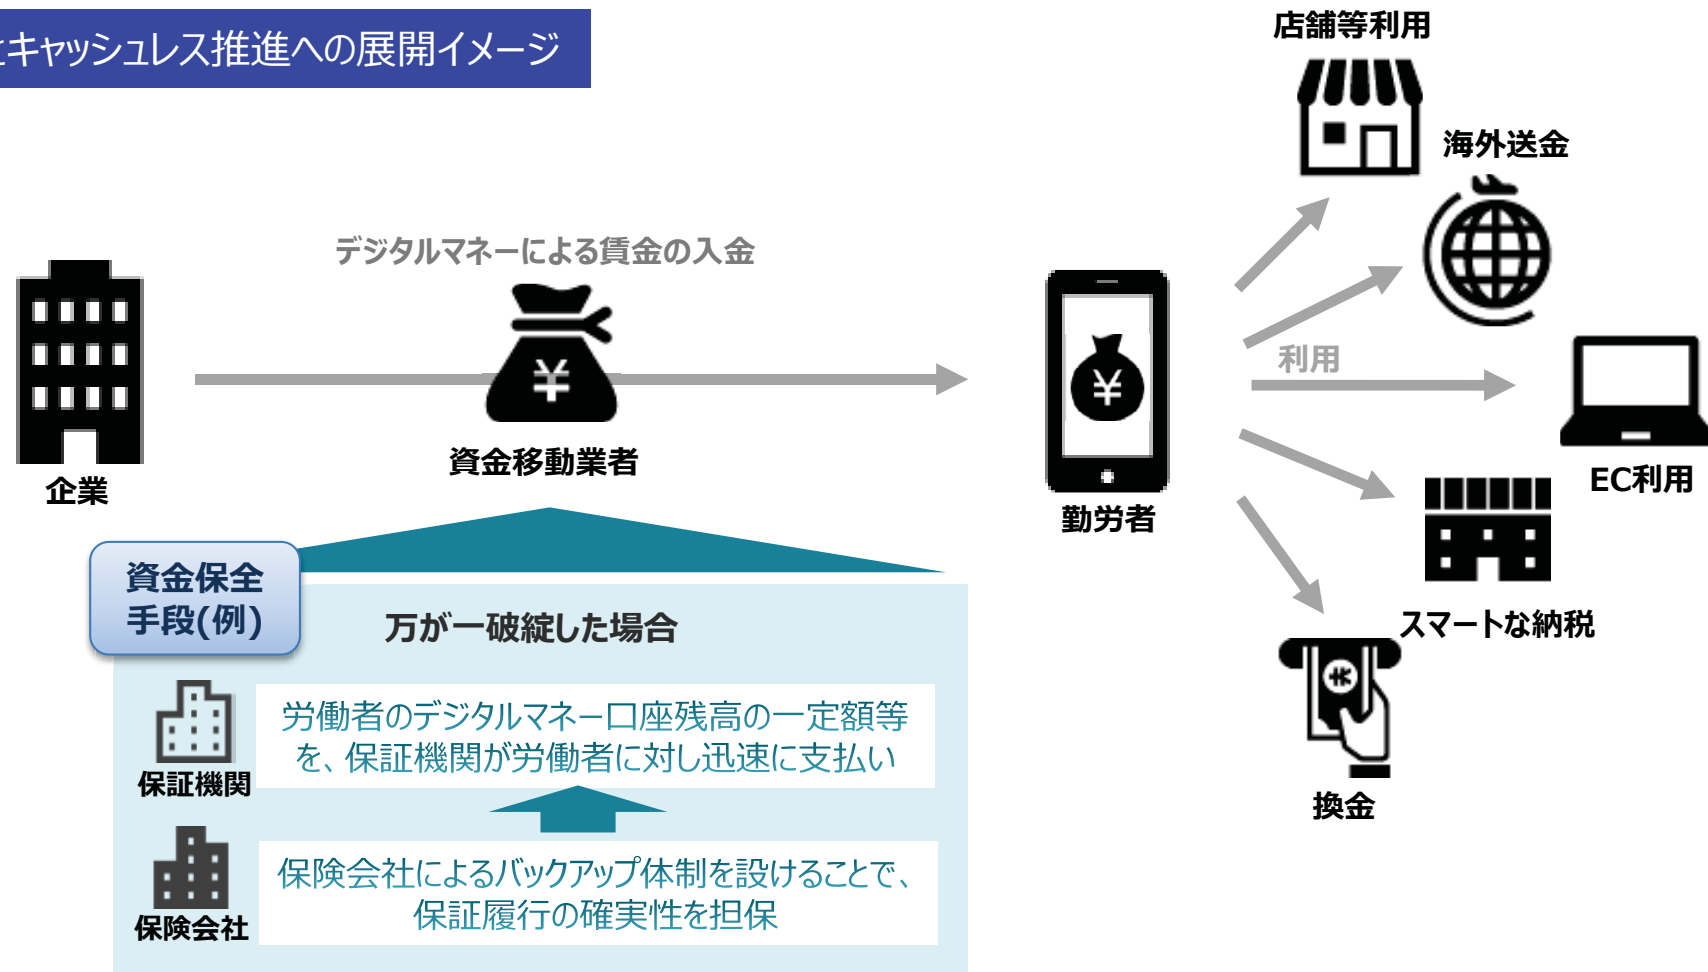 キャッシュレス推進への展開イメージ
店舗等利用
海外送金
デジタルマネーによる賃金の入金
¥
¥
利用
資金移動業者
企業
勤労者
EC利用
スマートな納税
換金
資金保全
手段(例)
万が一破綻した場合
労働者のデジタルマネー口座残高の一定額等
を、保証機関が労働者に対し迅速に支払い
保証機関
保険会社によるバックアップ体制を設けることで、
保証履行の確実性を担保
保険会社